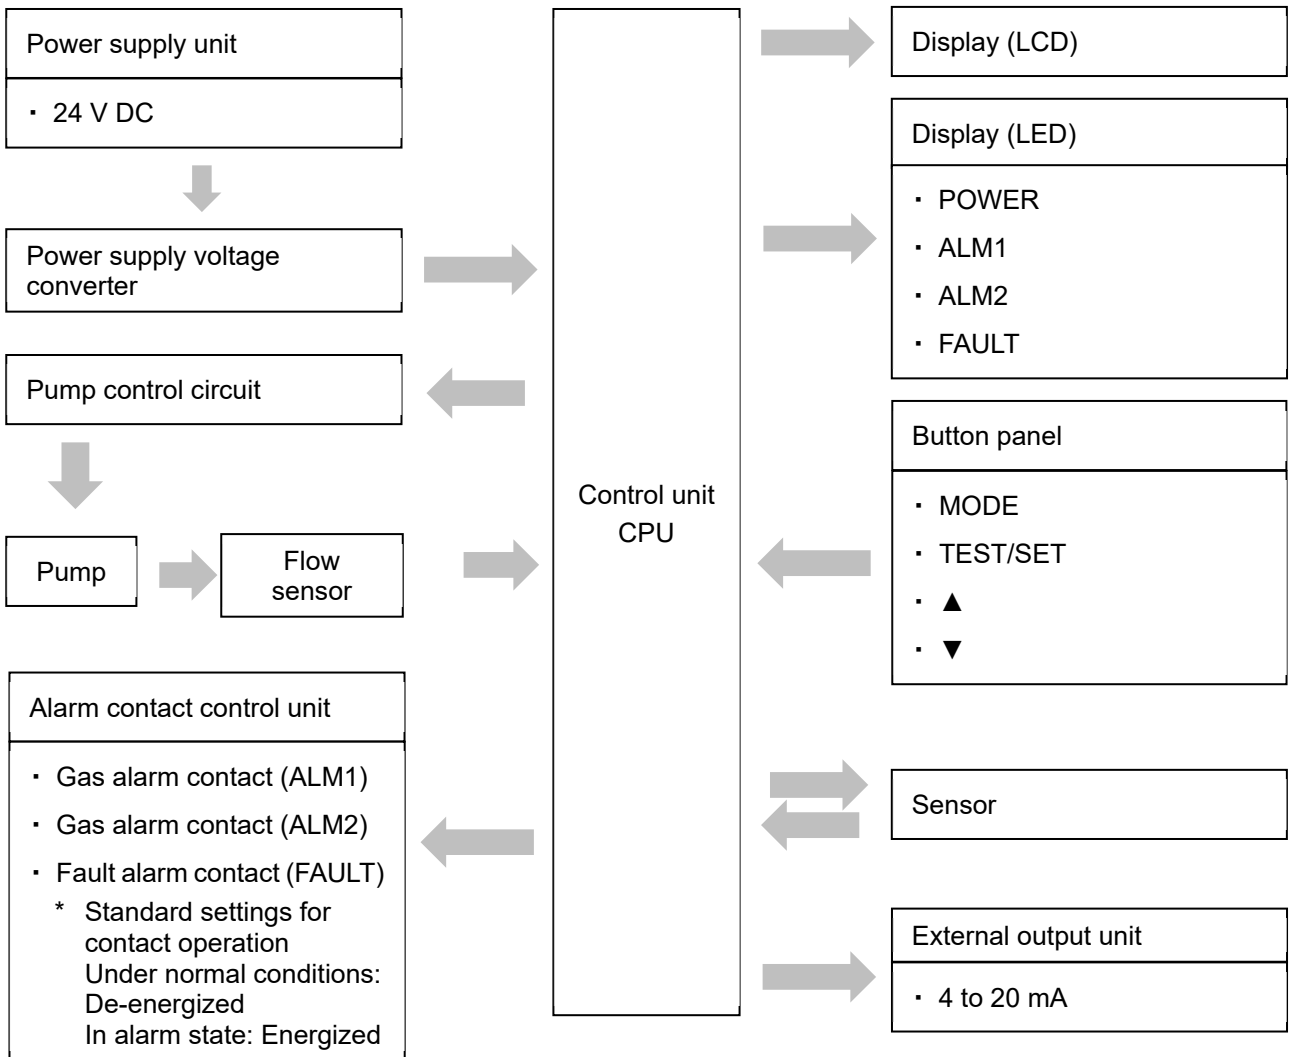 Power supply unit
・ 24 V DC
Power supply voltage
converter
Pump control circuit
Pump
Flow
sensor
Alarm contact control unit
・ Gas alarm contact (ALM1)
・ Gas alarm contact (ALM2)
・ Fault alarm contact (FAULT)
* Standard settings for
contact operation
Under normal conditions:
De-energized
In alarm state: Energized
Control unit
CPU
Display (LCD)
Display (LED)
・ POWER
・ ALM1
・ ALM2
・ FAULT
Button panel
・ MODE
・ TEST/SET
・ ▲
・ ▼
Sensor
External output unit
・ 4 to 20 mA